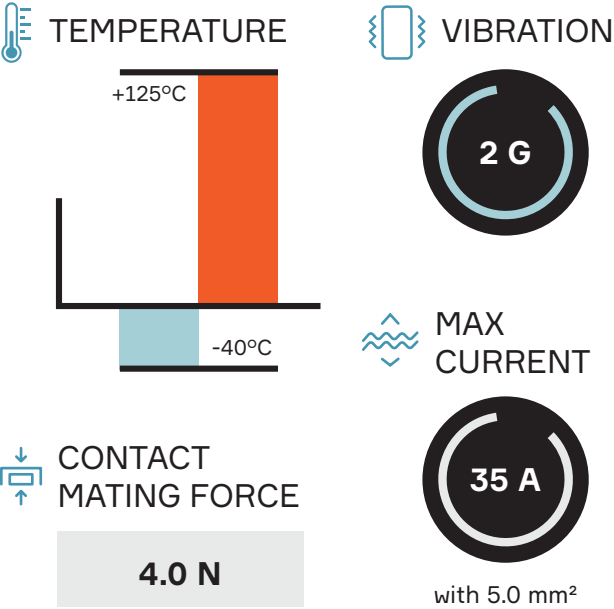 TEMPERATURE
+125°C
-40°C
VIBRATION
2 G
MAX
CURRENT
35 A
with 5.0 mm²
CONTACT
MATING FORCE
4.0 N